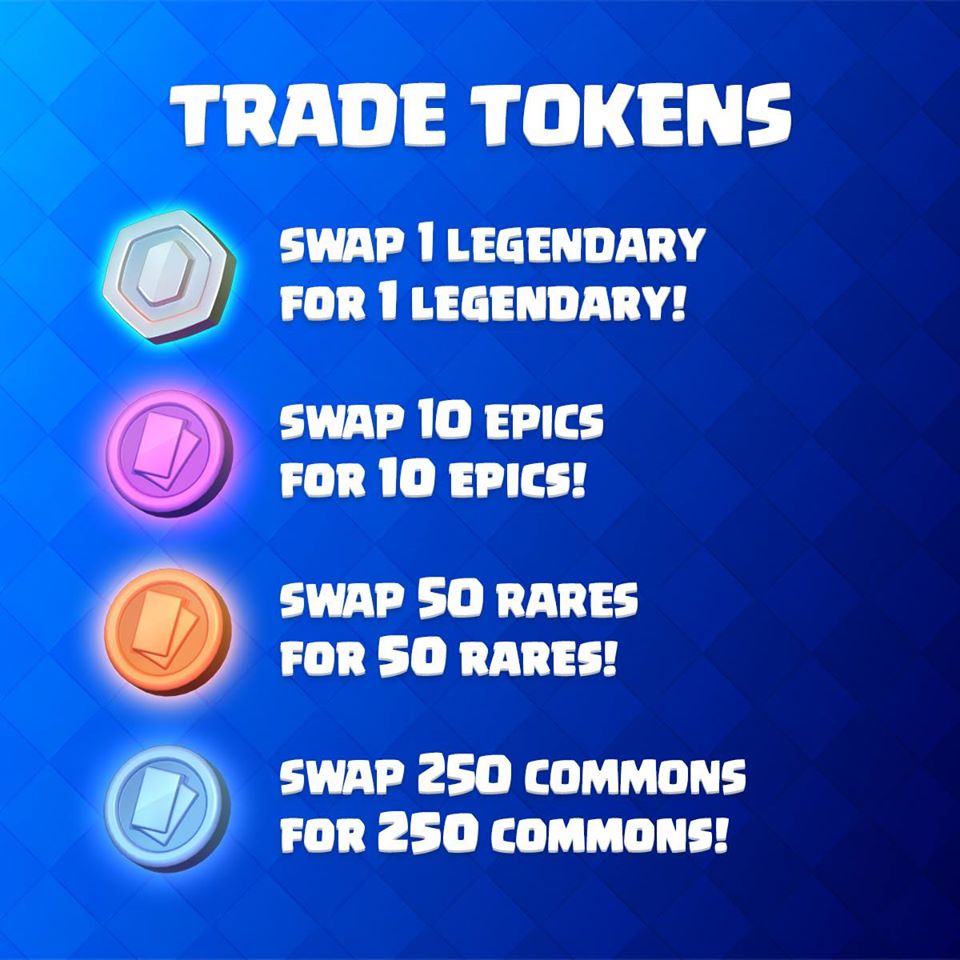 TRADE TOKENS
SWAP 1 LEGENDARY
FOR 1 LEGENDARY!
SWAP 10 EPICS
FOR 10 EPICS!
SWAP 50 RARES
FOR 50 RARES!
SWAP 250 COMMONS
FOR 250 COMMONS!